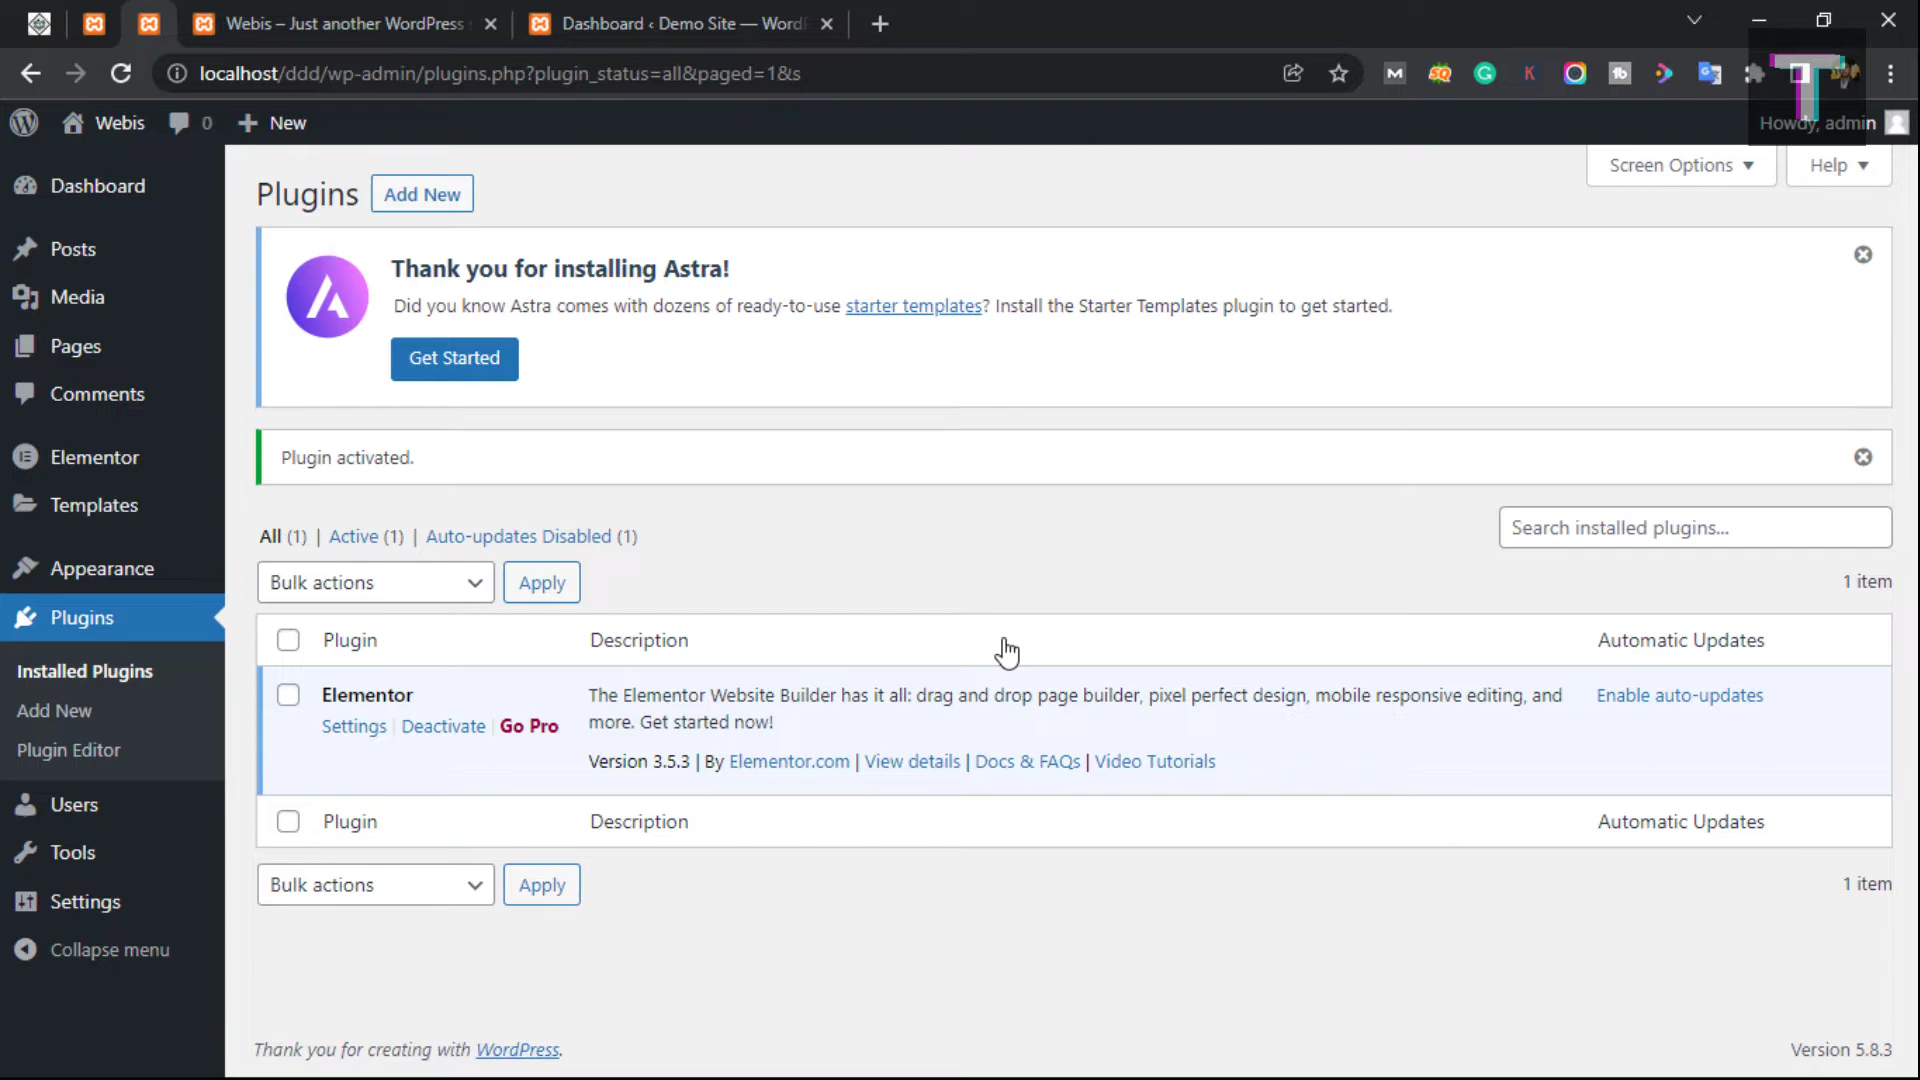 Webis – Just another WordPress
Dashboard ‹ Demo Site — Word
localhost/ddd/wp-admin/plugins.php?plugin_status=all&paged=1&s
Webis 0 New
Howdy, admin
Screen Options Help
Dashboard
Posts
Media
Pages
Comments
Elementor
Templates
Appearance
Plugins
Installed Plugins
Add New
Plugin Editor
Users
Tools
Settings
Collapse menu
Plugins Add New
Thank you for installing Astra!
Did you know Astra comes with dozens of ready-to-use starter templates? Install the Starter Templates plugin to get started.
Get Started
Plugin activated.
All (1) | Active (1) | Auto-updates Disabled (1)
Search installed plugins...
Bulk actions Apply
1 item
Plugin Description Automatic Updates
Elementor
Settings | Deactivate | Go Pro
The Elementor Website Builder has it all: drag and drop page builder, pixel perfect design, mobile responsive editing, and
more. Get started now!
Version 3.5.3 | By Elementor.com | View details | Docs & FAQs | Video Tutorials
Enable auto-updates
Plugin Description Automatic Updates
Bulk actions Apply
1 item
Thank you for creating with WordPress.
Version 5.8.3